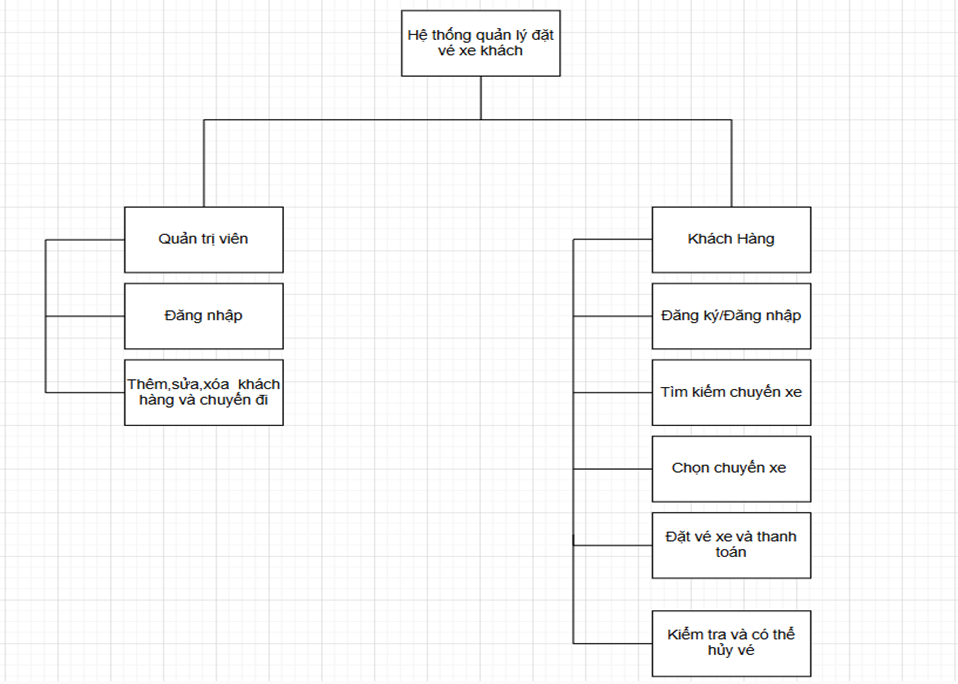 Hệ thống quản lý đặt
vé xe khách
Quản trị viên
Khách Hàng
Đăng nhập
Đăng ký/Đăng nhập
Thêm,sửa,xóa khách
hàng và chuyến đi
Tìm kiếm chuyến xe
Chọn chuyến xe
Đặt vé xe và thanh
toán
Kiểm tra và có thể
hủy vé